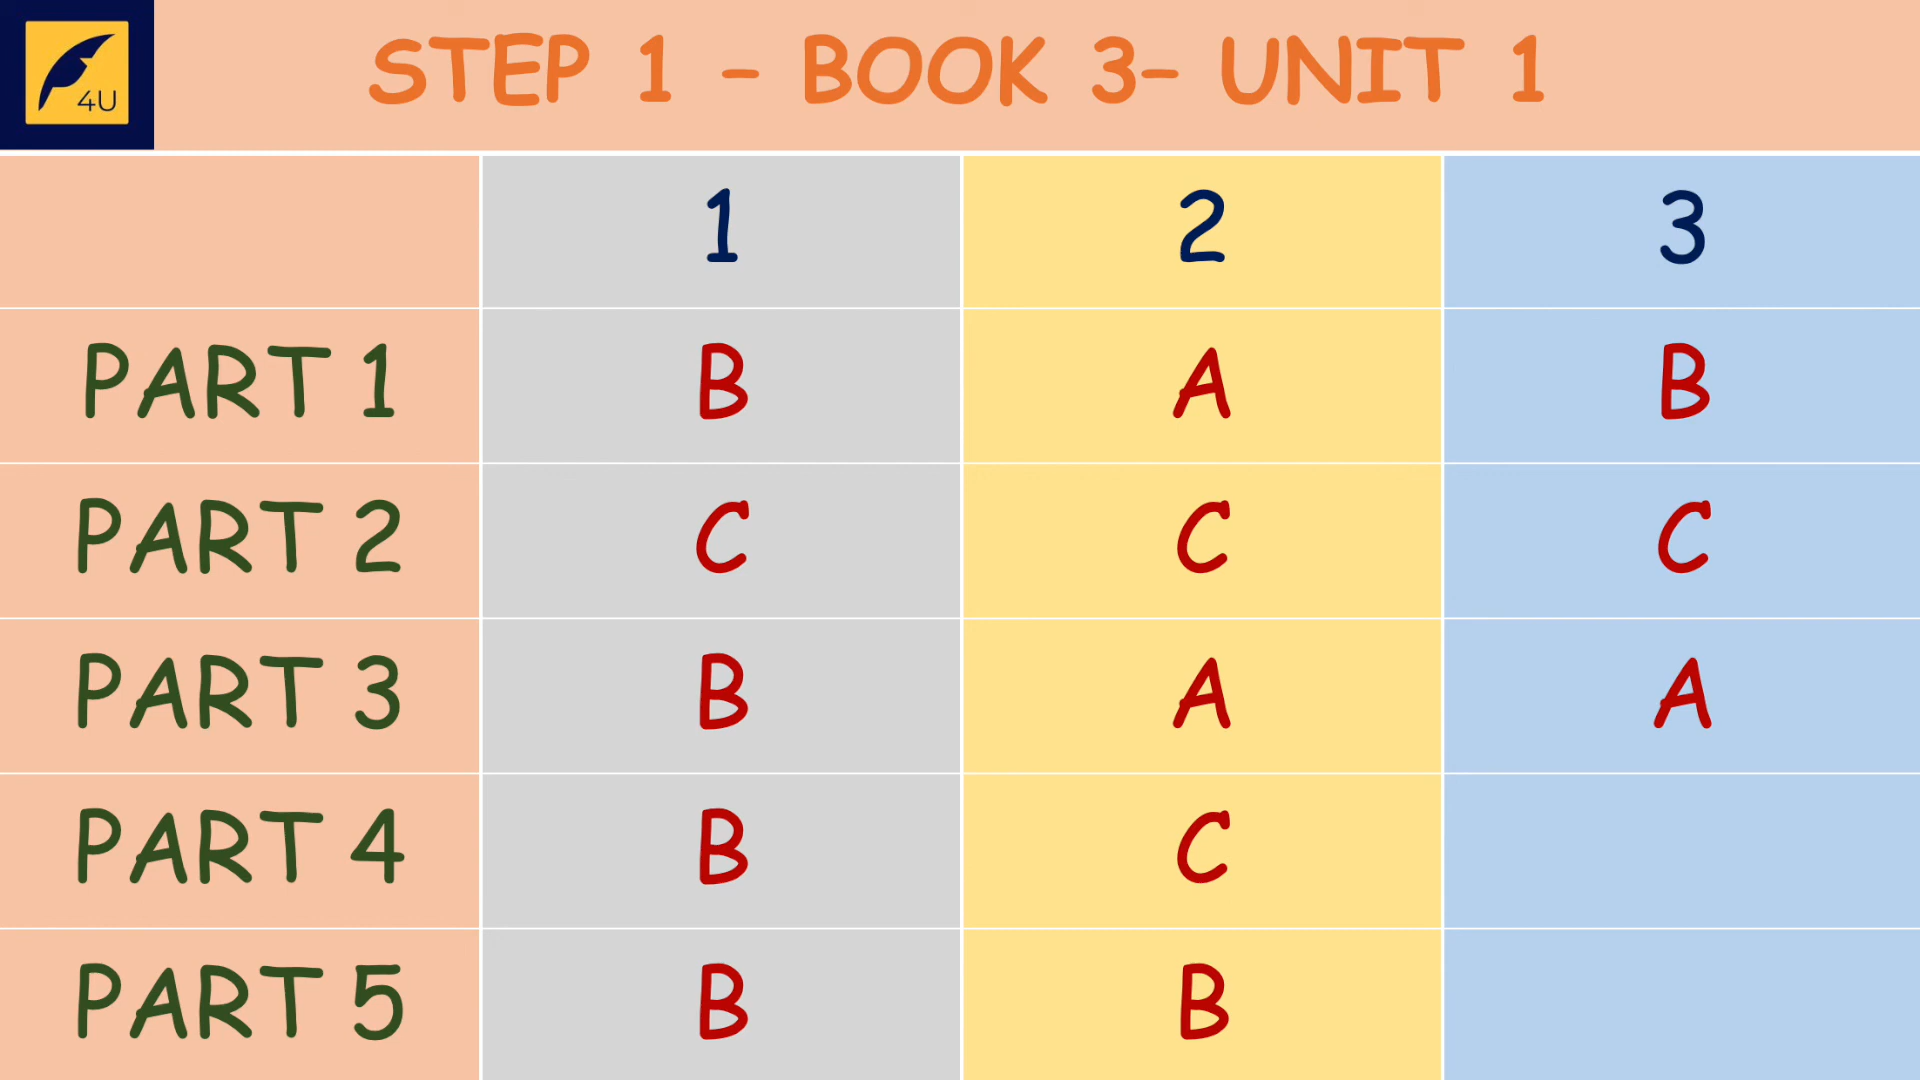 4U
STEP 1 - BOOK 3- UNIT 1
1 2 3
PART 1 B A B
PART 2 C C C
PART 3 B A A
PART 4 B C
PART 5 B B